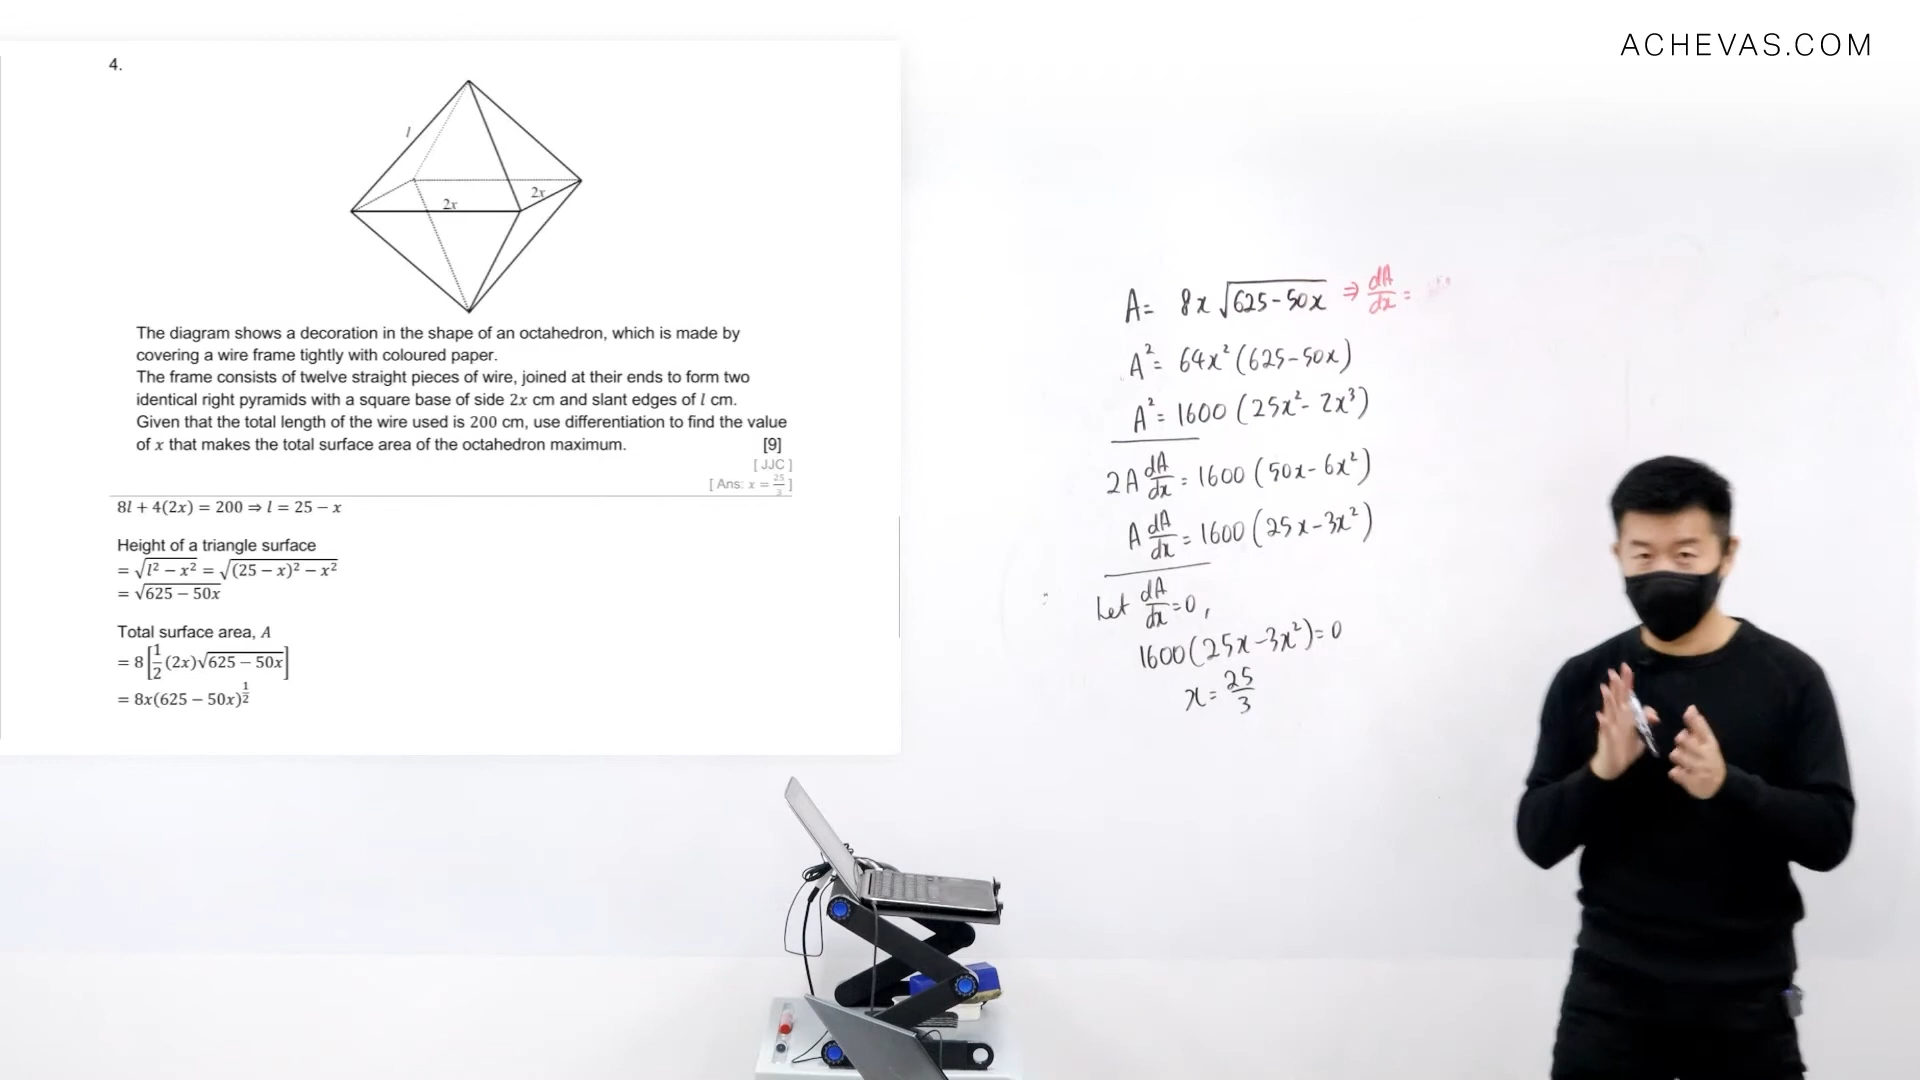 ACHEVAS.COM
4.
l
2x
2x
The diagram shows a decoration in the shape of an octahedron, which is made by
covering a wire frame tightly with coloured paper.
The frame consists of twelve straight pieces of wire, joined at their ends to form two
identical right pyramids with a square base of side 2x cm and slant edges of l cm.
Given that the total length of the wire used is 200 cm, use differentiation to find the value
of x that makes the total surface area of the octahedron maximum. [9]
[ JJC ]
[ Ans: x = 25/3 ]
8l + 4(2x) = 200 ⇒ l = 25 − x
Height of a triangle surface
= √(l² − x²) = √((25 − x)² − x²)
= √(625 − 50x)
Total surface area, A
= 8[1/2 (2x)√(625 − 50x)]
= 8x(625 − 50x)^(1/2)
A = 8x √(625-50x) ⇒ dA/dx =
A² = 64x² (625-50x)
A² = 1600 (25x² - 2x³)
2A dA/dx = 1600 (50x - 6x²)
A dA/dx = 1600 (25x - 3x²)
Let dA/dx = 0,
1600(25x - 3x²) = 0
x = 25/3